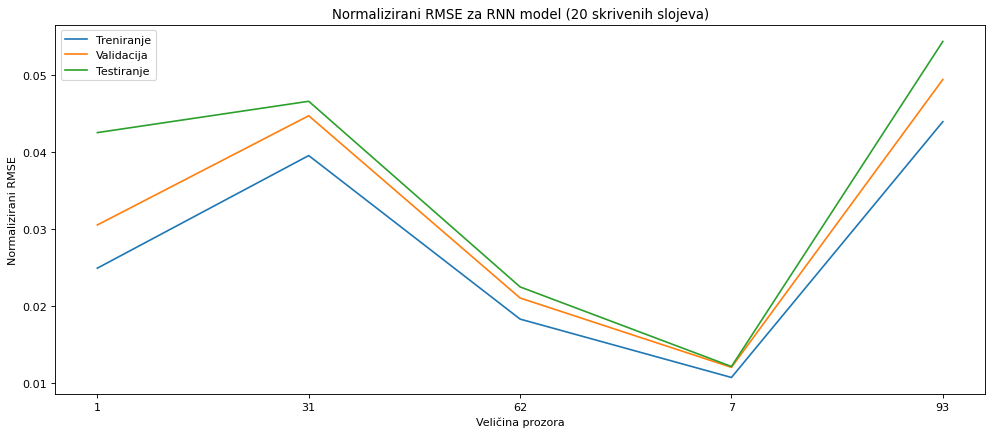 Normalizirani RMSE za RNN model (20 skrivenih slojeva)
Treniranje
Validacija
Testiranje
0.05
0.04
0.03
0.02
0.01
Normalizirani RMSE
1 31 62 7 93
Veličina prozora